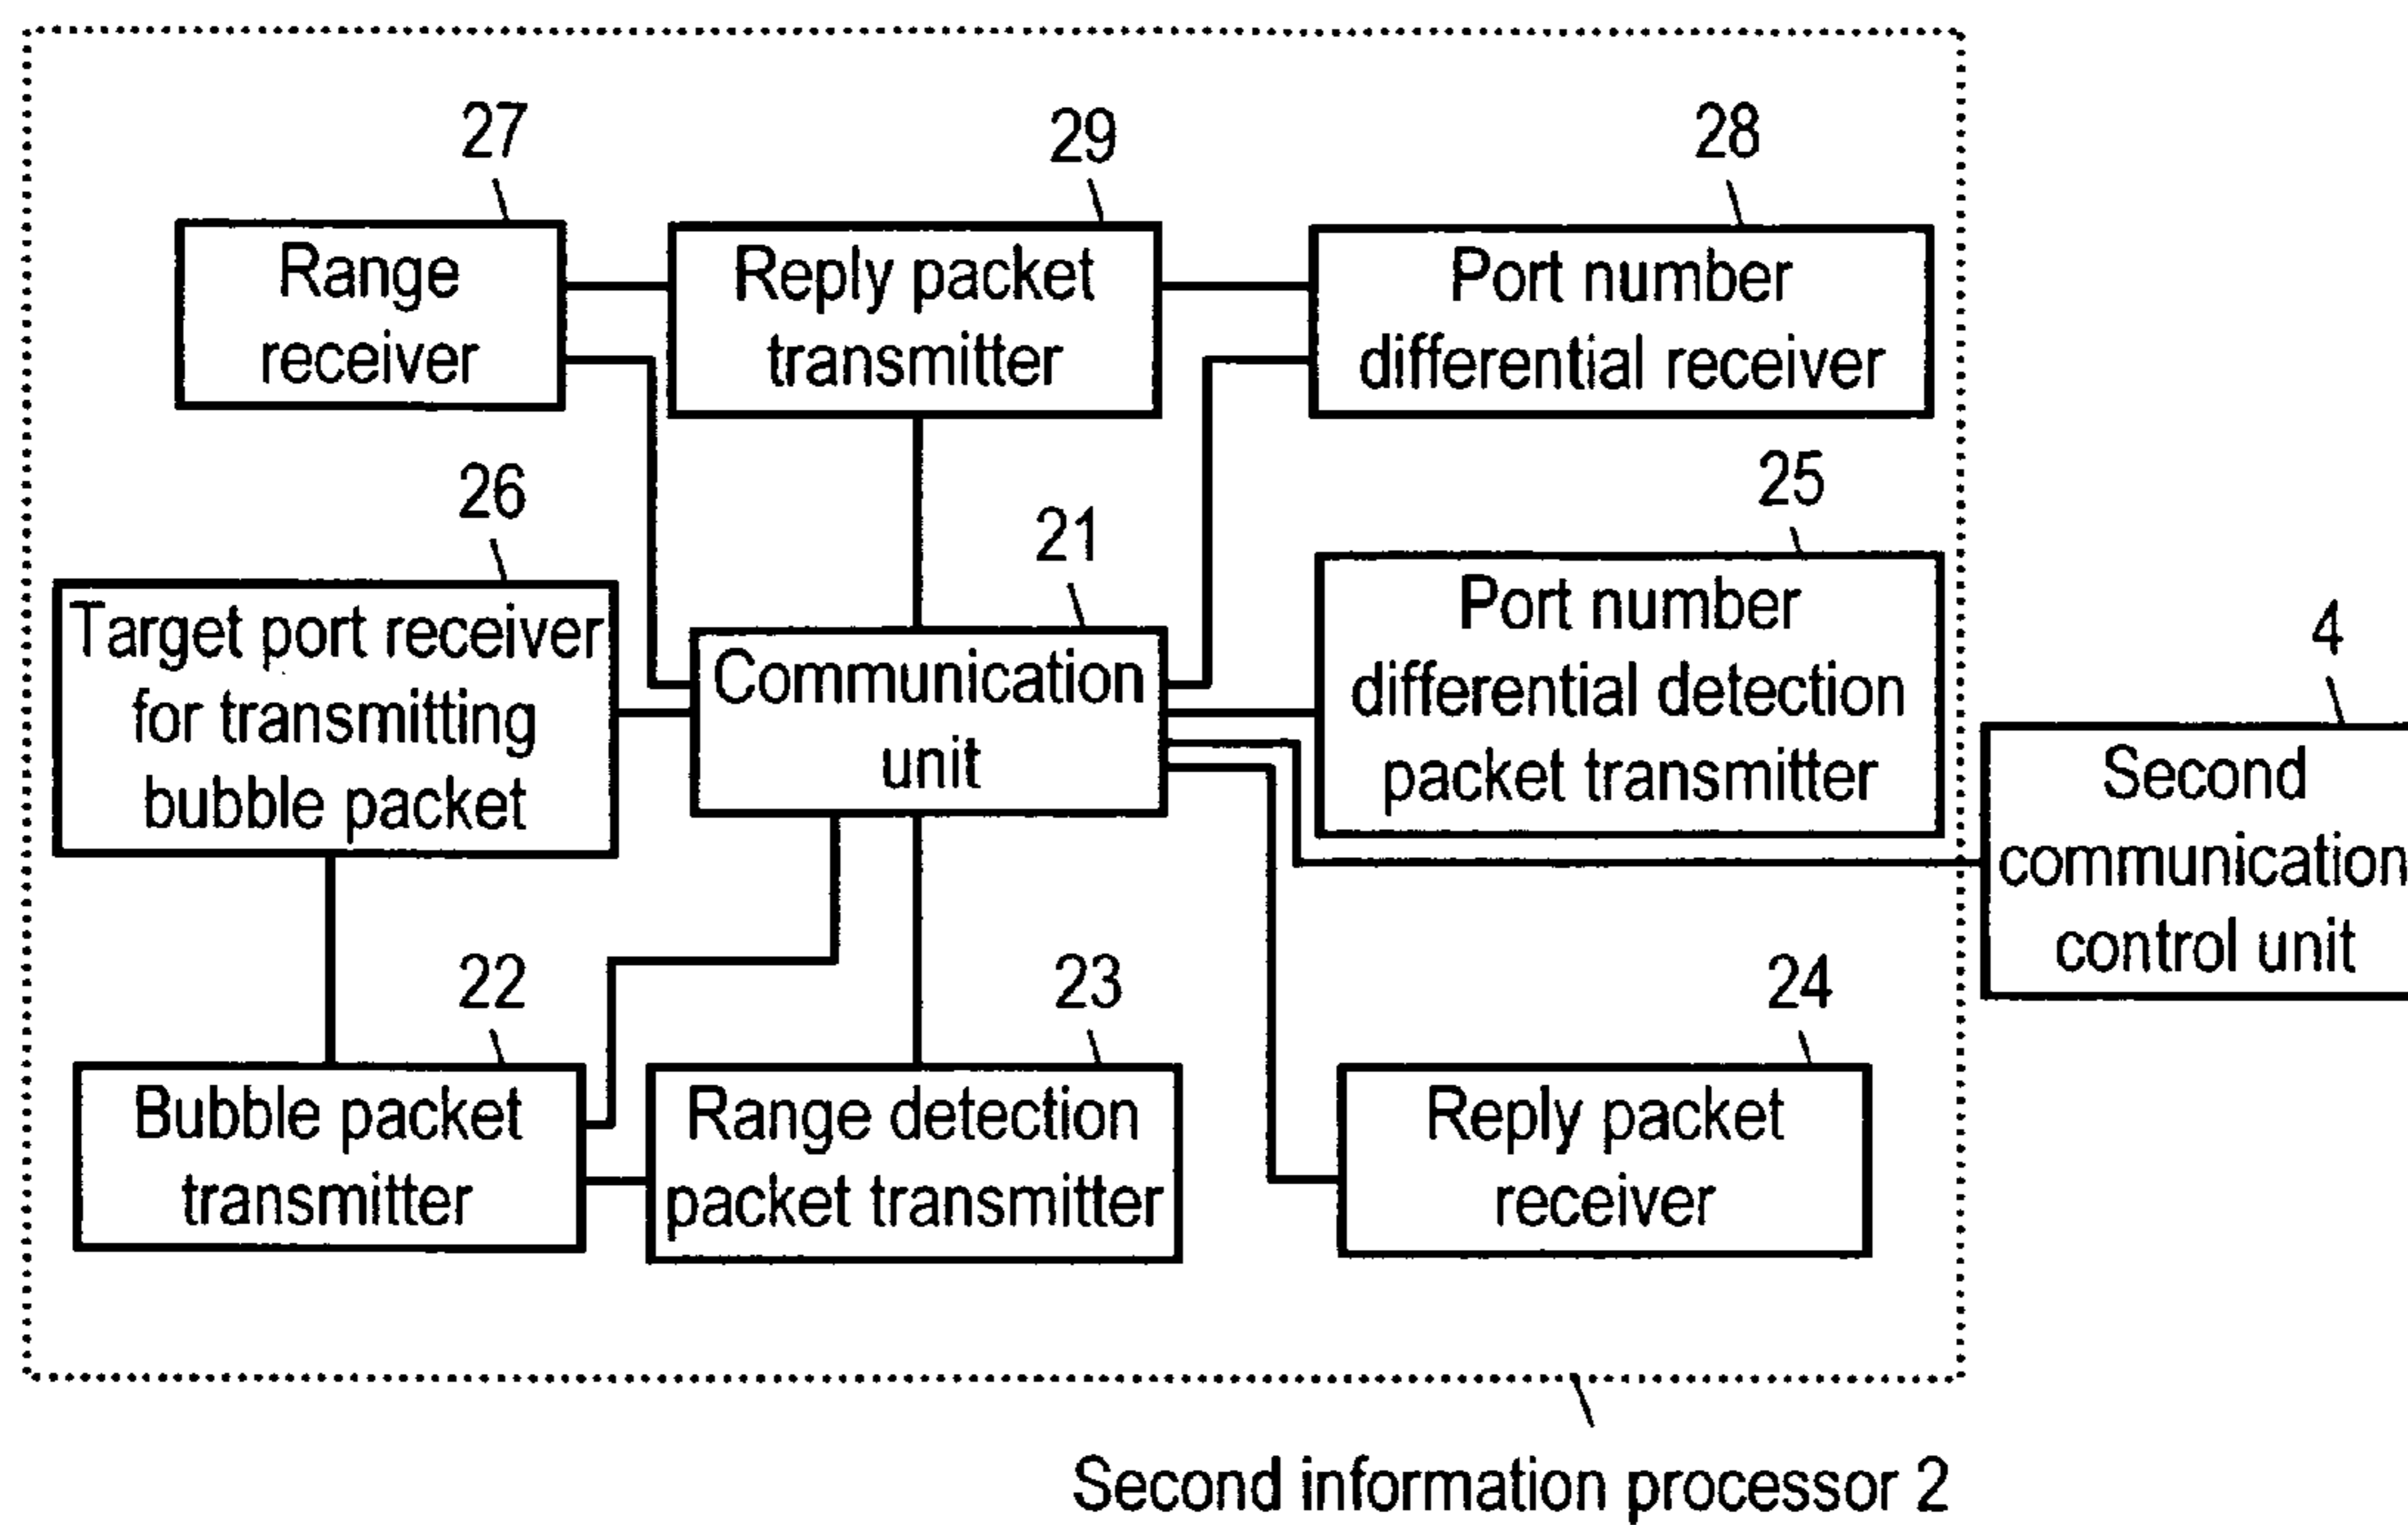 27
29
28
Range
receiver
Reply packet
transmitter
Port number
differential receiver
26
21
25
4
Target port receiver
for transmitting
bubble packet
Communication
unit
Port number
differential detection
packet transmitter
Second
communication
control unit
22
23
24
Bubble packet
transmitter
Range detection
packet transmitter
Reply packet
receiver
Second information processor 2